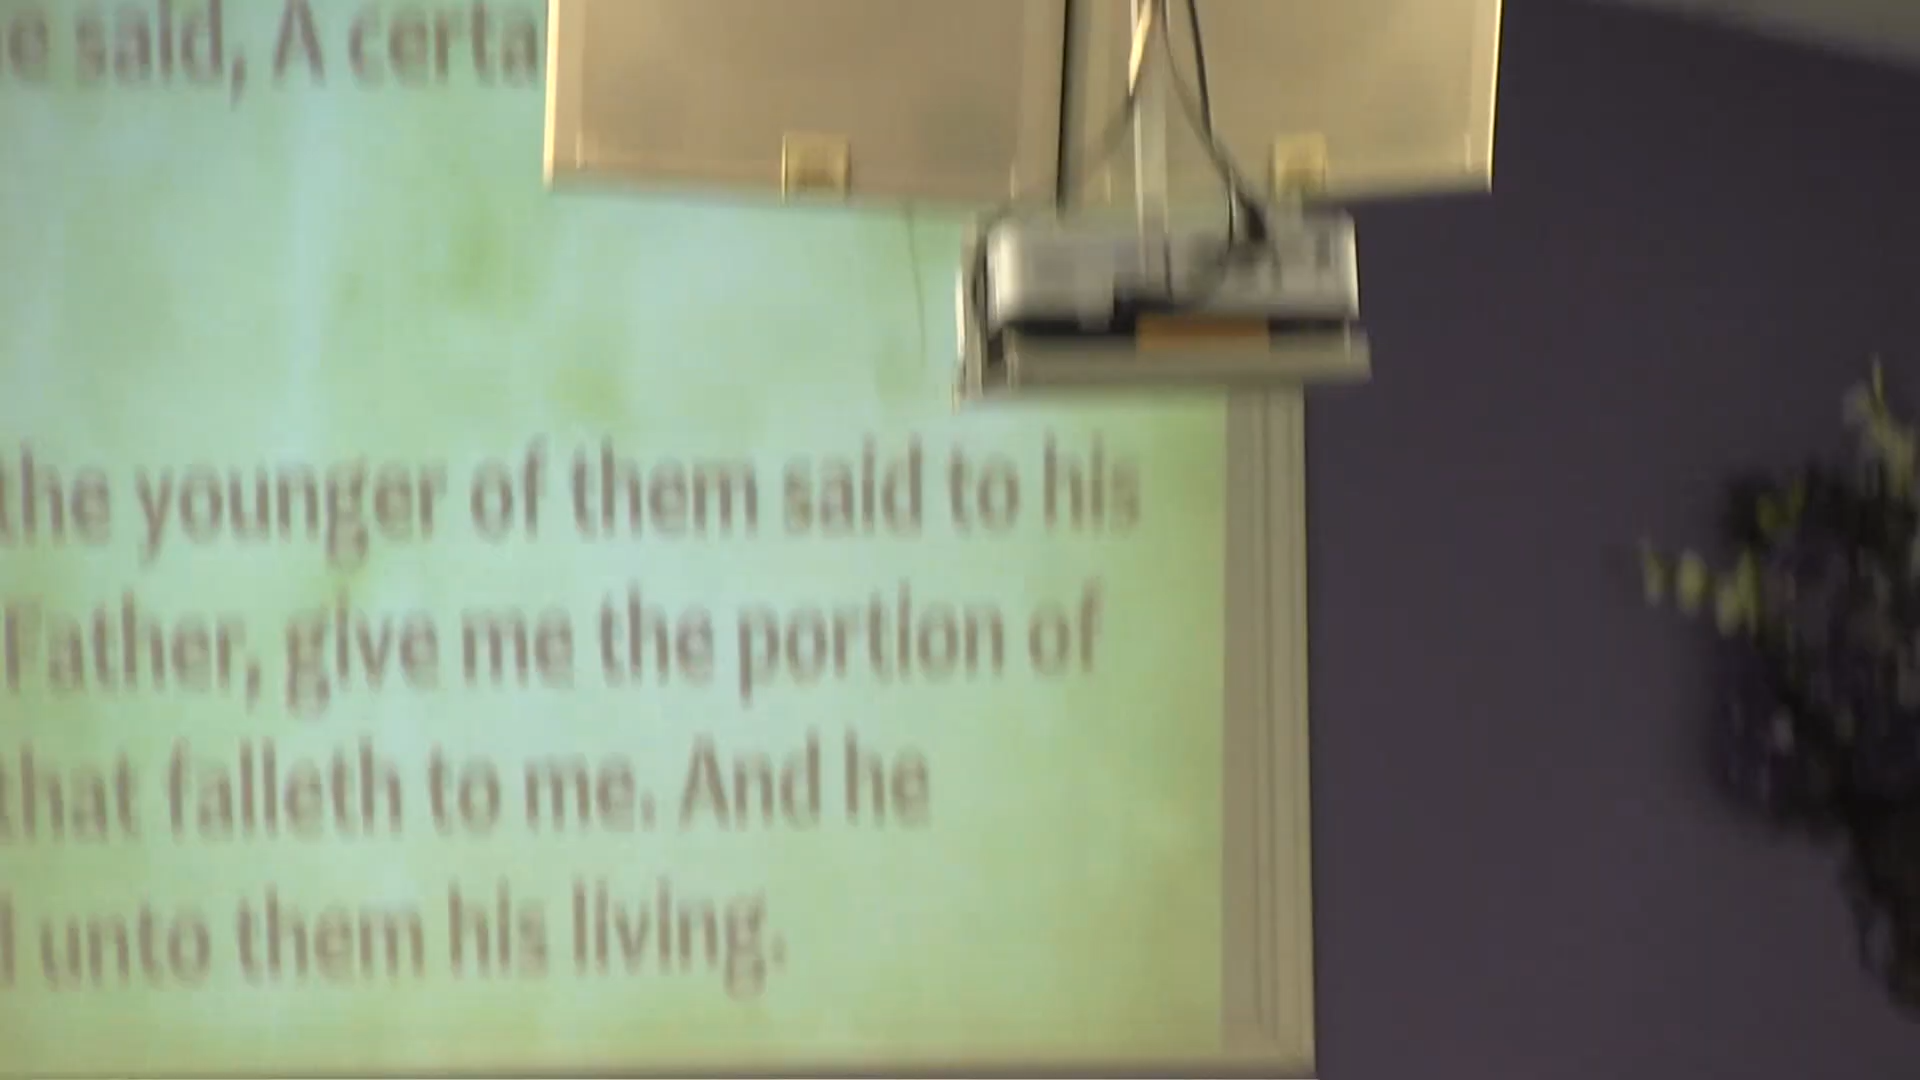 he said, A certa
the younger of them said to his
Father, give me the portion of
that falleth to me. And he
unto them his living.